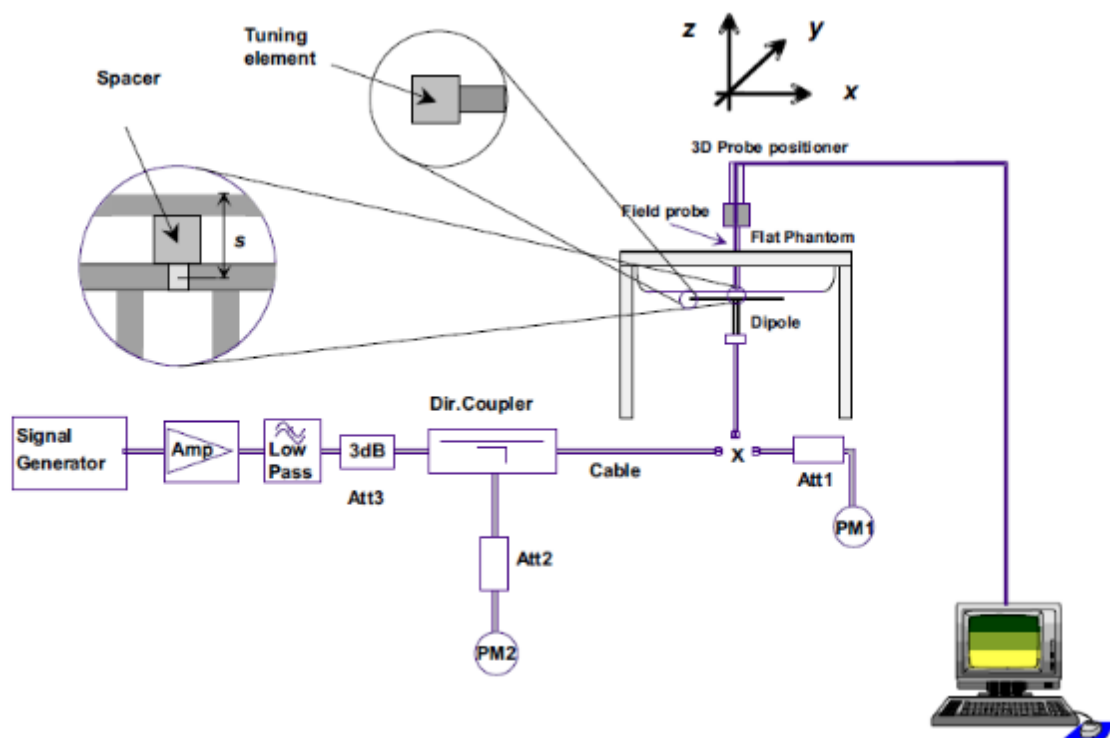 Tuning
element
Spacer
s
z
y
x
3D Probe positioner
Field probe
Flat Phantom
Dipole
Dir.Coupler
Signal
Generator
Amp
Low
Pass
3dB
Att3
Cable
X
Att1
PM1
Att2
PM2